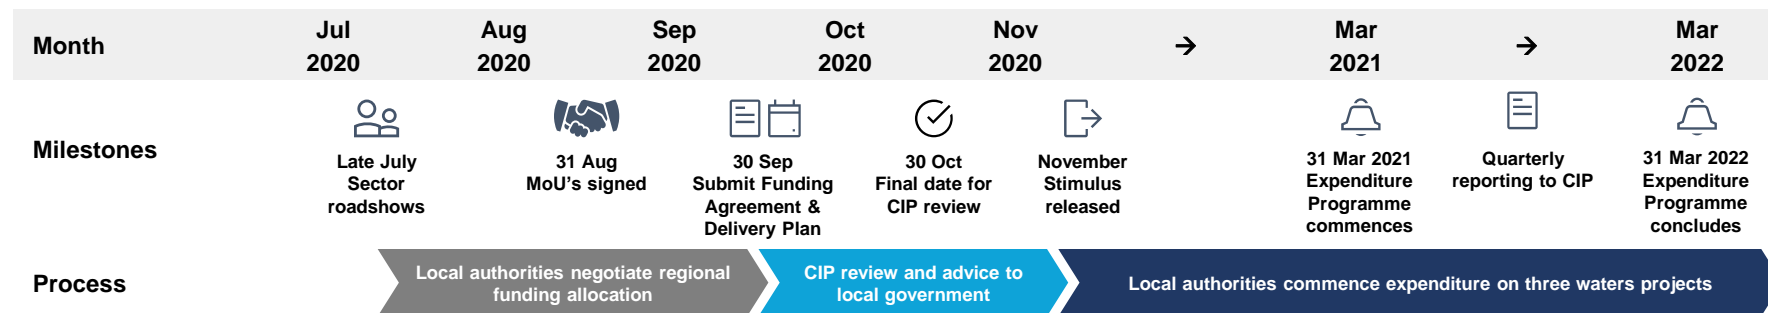 Month
Jul
2020
Aug
2020
Sep
2020
Oct
2020
Nov
2020
→
Mar
2021
→
Mar
2022
Milestones
Late July
Sector
roadshows
31 Aug
MoU's signed
30 Sep
Submit Funding
Agreement &
Delivery Plan
30 Oct
Final date for
CIP review
November
Stimulus
released
31 Mar 2021
Expenditure
Programme
commences
Quarterly
reporting to CIP
31 Mar 2022
Expenditure
Programme
concludes
Process
Local authorities negotiate regional
funding allocation
CIP review and advice to
local government
Local authorities commence expenditure on three waters projects